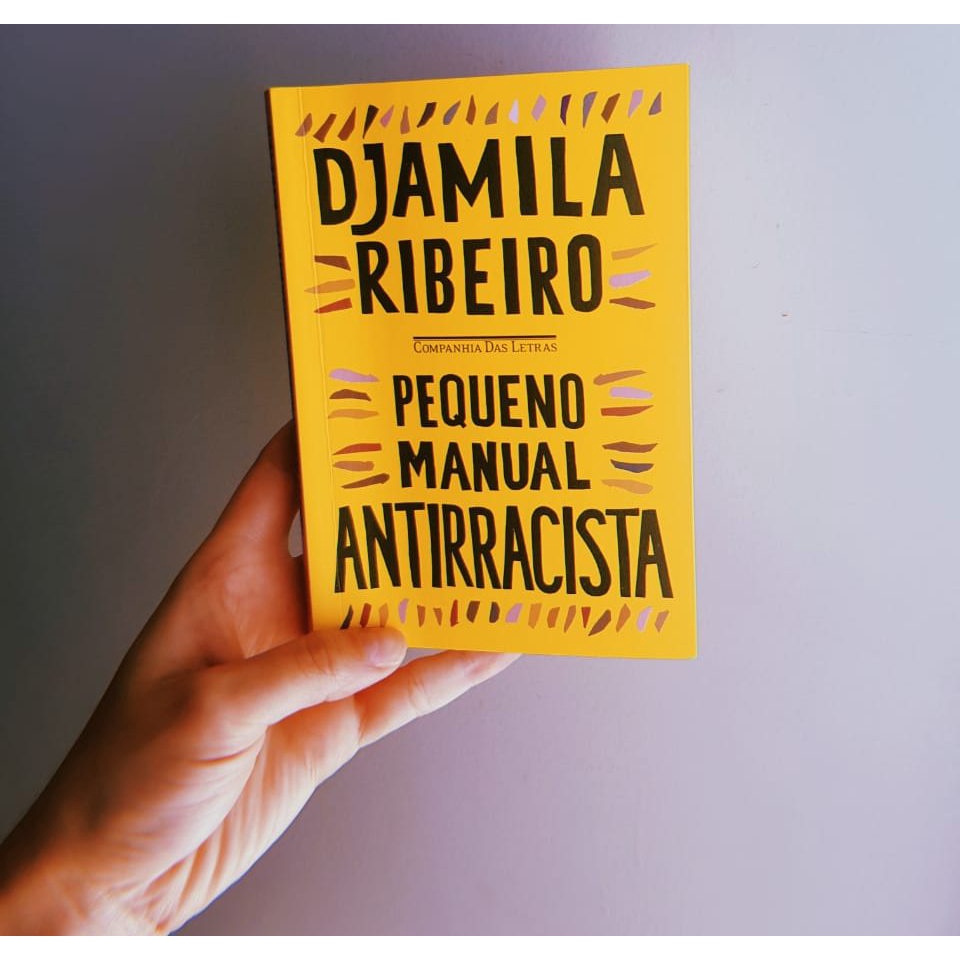 DJAMILA
RIBEIRO
COMPANHIA DAS LETRAS
PEQUENO
MANUAL
ANTIRRACISTA